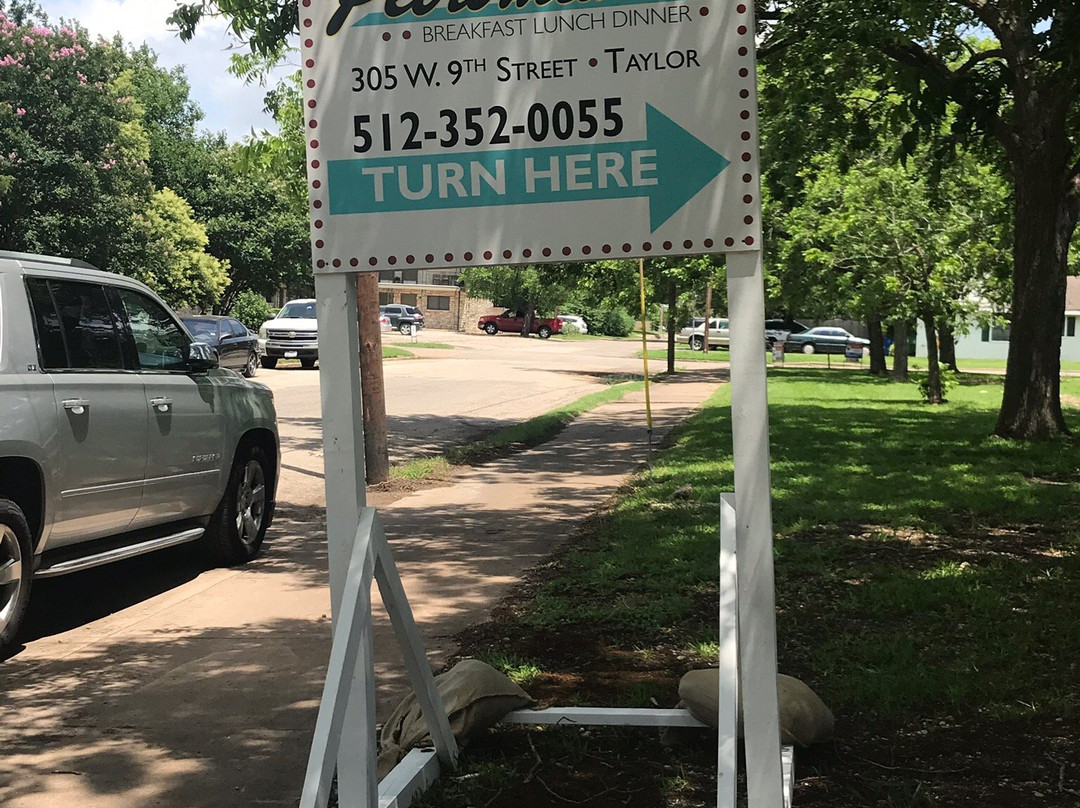 BREAKFAST LUNCH DINNER
305 W. 9TH STREET • TAYLOR
512-352-0055
TURN HERE